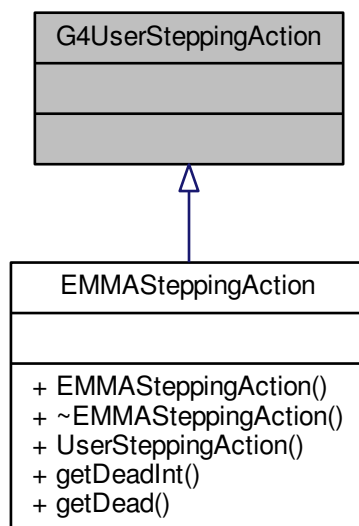 G4UserSteppingAction
EMMASteppingAction
+ EMMASteppingAction()
+ ~EMMASteppingAction()
+ UserSteppingAction()
+ getDeadInt()
+ getDead()